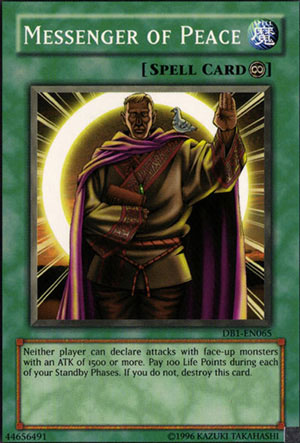 MESSENGER OF PEACE
魔
[SPELL CARD∞]
DB1-EN065
Neither player can declare attacks with face-up monsters
with an ATK of 1500 or more. Pay 100 Life Points during each
of your Standby Phases. If you do not, destroy this card.
44656491
©1996 KAZUKI TAKAHASHI